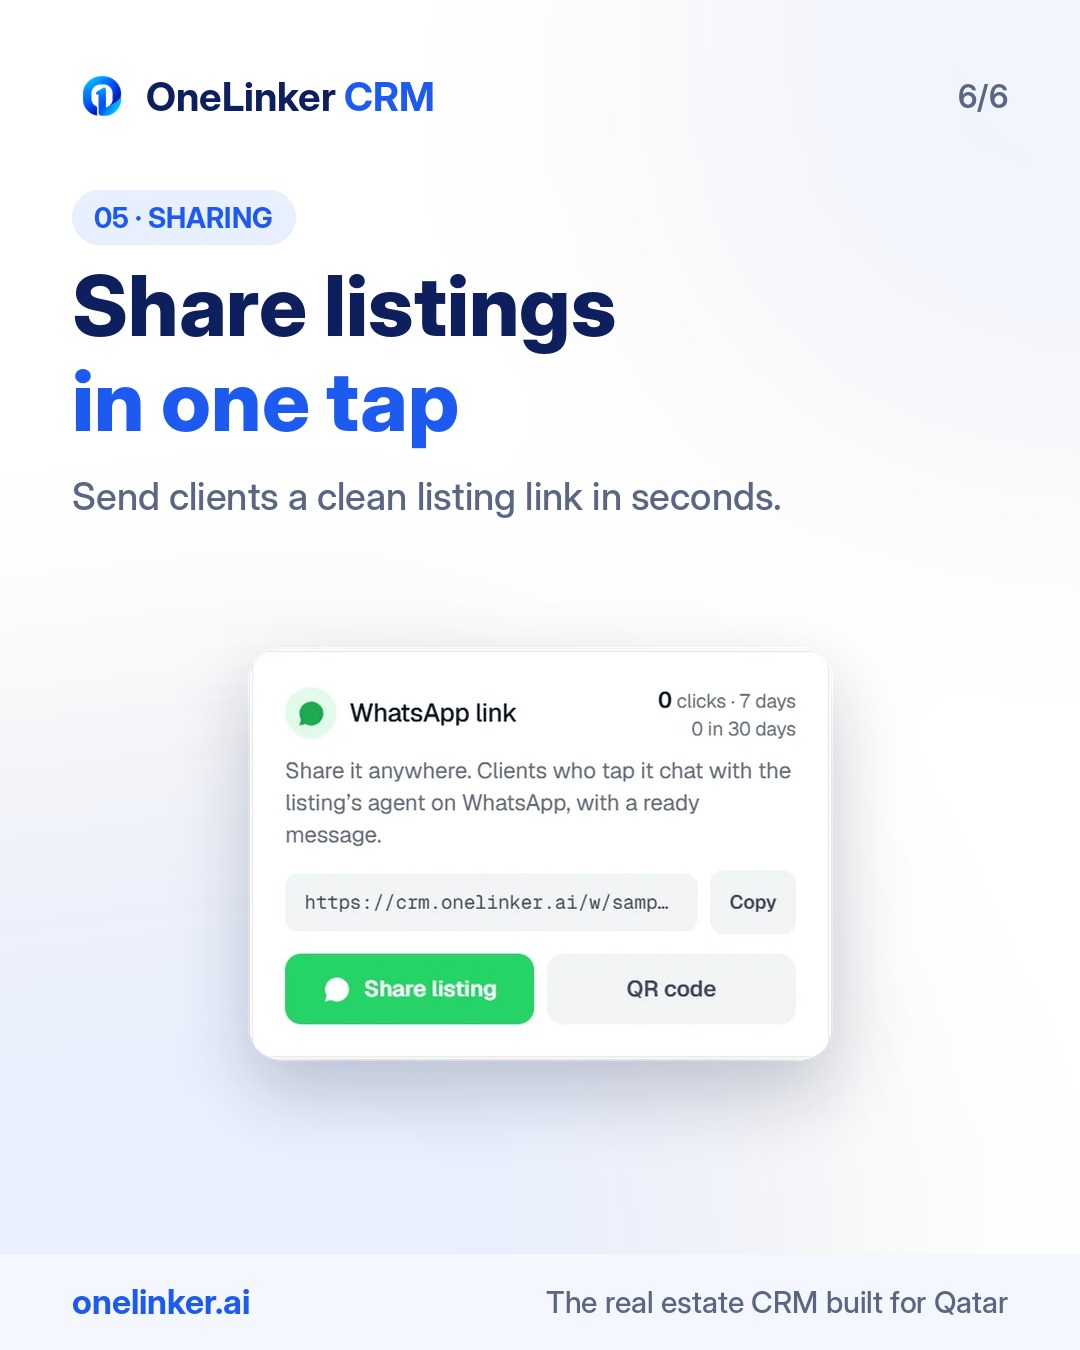 OneLinker CRM
6/6
05 · SHARING
Share listings
in one tap
Send clients a clean listing link in seconds.
WhatsApp link
0 clicks · 7 days
0 in 30 days
Share it anywhere. Clients who tap it chat with the
listing’s agent on WhatsApp, with a ready
message.
https://crm.onelinker.ai/w/samp…
Copy
Share listing
QR code
onelinker.ai
The real estate CRM built for Qatar